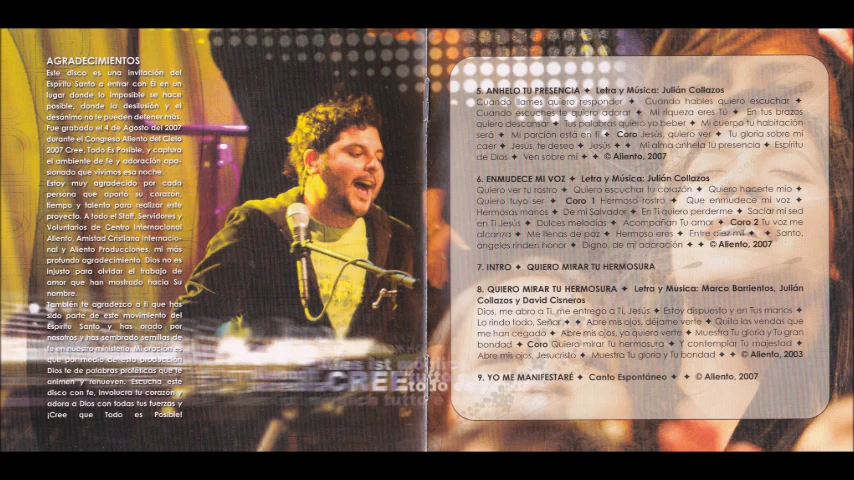 AGRADECIMIENTOS
Este disco es una invitación del
Espíritu Santo a entrar con Él en un
lugar donde lo imposible se hace
posible, donde la desilusión y el
desánimo no te pueden detener más.
Fue grabado el 4 de Agosto del 2007
durante el Congreso Aliento del Cielo
2007 Cree, Todo Es Posible, y captura
el ambiente de fe y adoración apa-
sionada que vivimos esa noche.
Estoy muy agradecido por cada
persona que aportó su corazón,
tiempo y talento para realizar este
proyecto. A todo el Staff, Servidores y
Voluntarios de Centro Internacional
Aliento, Amistad Cristiana Internacio-
nal y Aliento Producciones, mi más
profundo agradecimiento. Dios no es
injusto para olvidar el trabajo de
amor que han mostrado hacia Su
nombre.
También te agradezco a ti que has
sido parte de este movimiento del
Espíritu Santo y has orado por
nosotros y has sembrado semillas de
fe en nuestro ministerio. Mi oración es
que por medio de esta producción
Dios te de palabras proféticas que te
animen y renueven. Escucha este
disco con fe, involucra tu corazón y
adora a Dios con todas tus fuerzas y
¡Cree que Todo es Posible!
CREE todo es
5. ANHELO TU PRESENCIA ✦ Letra y Música: Julián Collazos
Cuando llames quiero responder ✦ Cuando hables quiero escuchar ✦
Cuando escuches te quiero adorar ✦ Mi riqueza eres Tú ✦ En tus brazos
quiero descansar ✦ Tus palabras quiero yo beber ✦ Mi cuerpo tu habitación
será ✦ Mi porción está en ti ✦ Coro Jesús, quiero ver ✦ Tu gloria sobre mi
caer ✦ Jesús, te deseo ✦ Jesús ✦ ✦ Mi alma anhela Tu presencia ✦ Espíritu
de Dios ✦ Ven sobre mí ✦ ✦ © Aliento, 2007
6. ENMUDECE MI VOZ ✦ Letra y Música: Julián Collazos
Quiero ver tu rostro ✦ Quiero escuchar tu corazón ✦ Quiero hacerte mío ✦
Quiero tuyo ser ✦ Coro 1 Hermoso rostro ✦ Que enmudece mi voz ✦
Hermosas manos ✦ De mi Salvador ✦ En Ti quiero perderme ✦ Saciar mi sed
en Ti Jesús ✦ Dulces melodías ✦ Acompañan Tu amor ✦ Coro 2 Tu voz me
alcanza ✦ Me llenas de paz ✦ Hermoso eres ✦ Entre diez mil ✦ ✦ Santo,
ángeles rinden honor ✦ Digno, de mi adoración ✦ ✦ © Aliento, 2007
7. INTRO ✦ QUIERO MIRAR TU HERMOSURA
8. QUIERO MIRAR TU HERMOSURA ✦ Letra y Musica: Marco Barrientos, Julián
Collazos y David Cisneros
Dios, me abro a Ti, me entrego a Ti, Jesús ✦ Estoy dispuesto y en Tus manos ✦
Lo rindo todo, Señor ✦ ✦ Abre mis ojos, déjame verte ✦ Quita las vendas que
me han cegado ✦ Abre mis ojos, yo quiero verte ✦ Muestra Tu gloria y Tu gran
bondad ✦ Coro Quiero mirar Tu hermosura ✦ Y contemplar Tu majestad ✦
Abre mis ojos, Jesucristo ✦ Muestra Tu gloria y Tu bondad ✦ ✦ © Aliento, 2003
9. YO ME MANIFESTARÉ ✦ Canto Espontáneo ✦ ✦ © Aliento, 2007